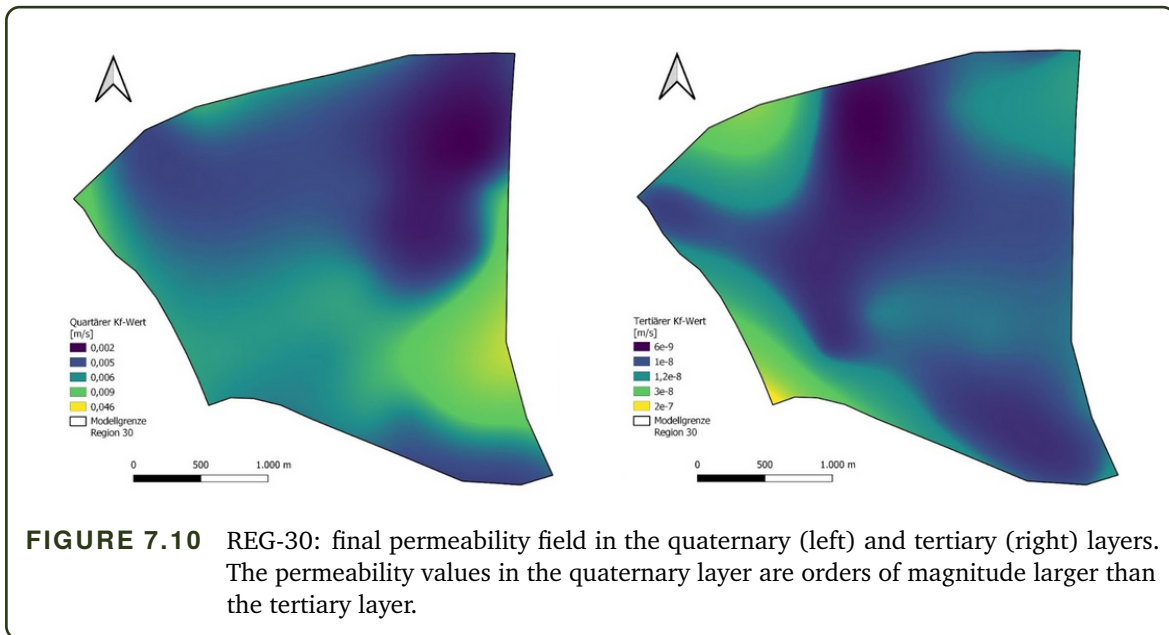 Quartärer Kf-Wert
[m/s]
0,002
0,005
0,006
0,009
0,046
Modellgrenze
Region 30
0 500 1.000 m
Tertiärer Kf-Wert
[m/s]
6e-9
1e-8
1,2e-8
3e-8
2e-7
Modellgrenze
Region 30
0 500 1.000 m
FIGURE 7.10 REG-30: final permeability field in the quaternary (left) and tertiary (right) layers.
The permeability values in the quaternary layer are orders of magnitude larger than
the tertiary layer.